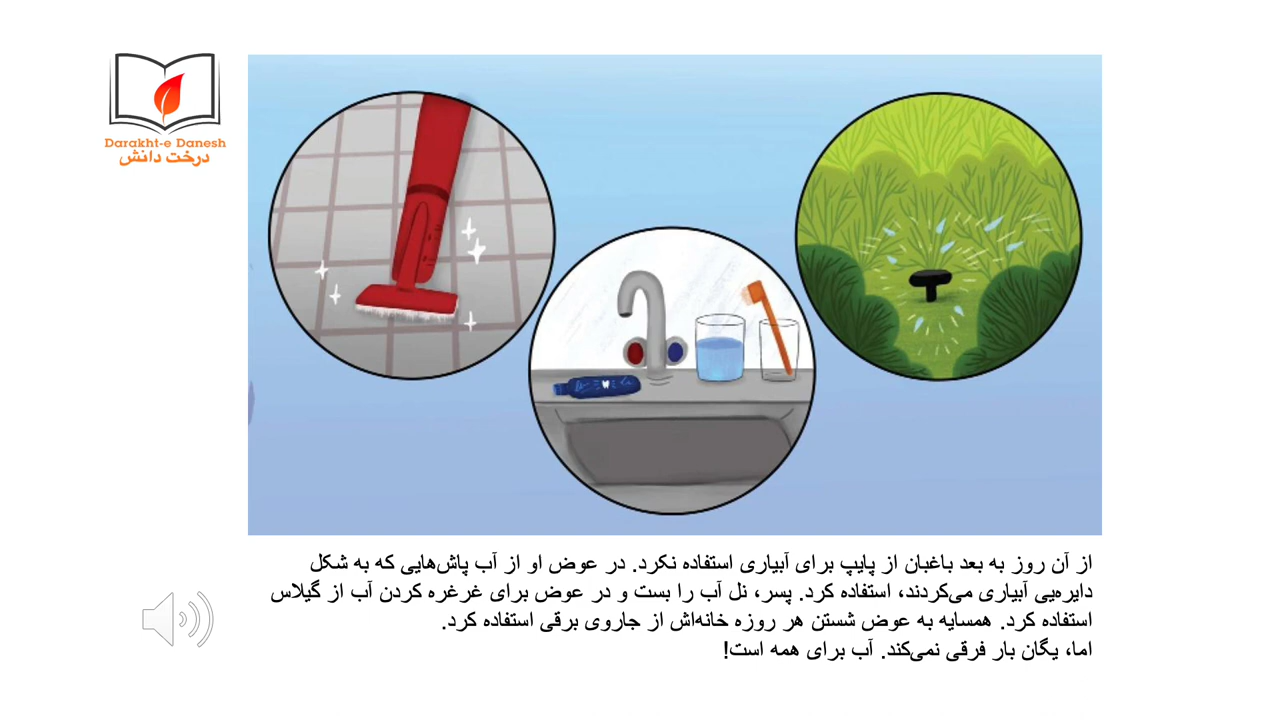 Darakht-e Danesh
درخت دانش
از آن روز به بعد باغبان از پایپ برای آبیاری استفاده نکرد. در عوض او از آب پاش‌هایی که به شکل
دایره‌یی آبیاری می‌کردند، استفاده کرد. پسر، نل آب را بست و در عوض برای غرغره کردن آب از گیلاس
استفاده کرد. همسایه به عوض شستن هر روزه خانه‌اش از جاروی برقی استفاده کرد.
اما، یگان بار فرقی نمی‌کند. آب برای همه است!